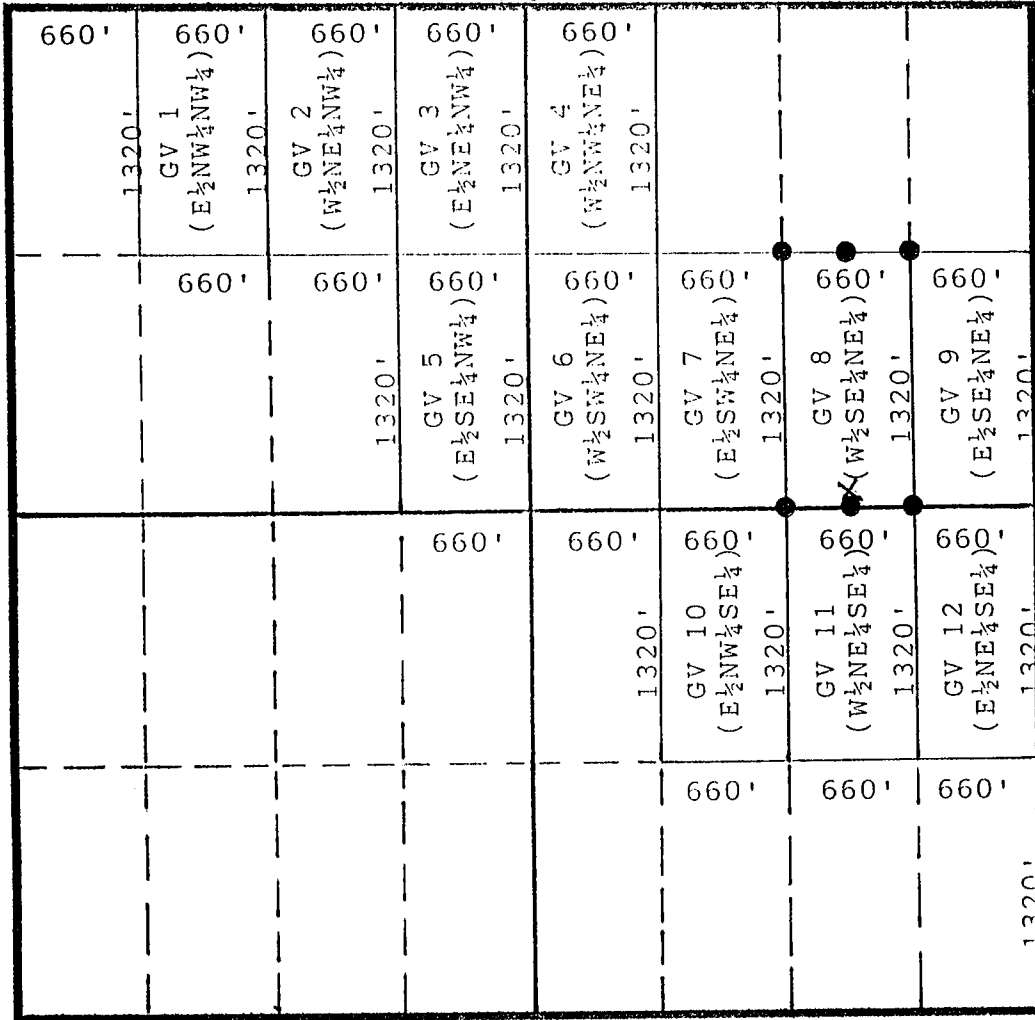 660' 660' 660' 660' 660'
1320'
GV 1
(E½NW¼NW¼)
1320'
GV 2
(W½NE¼NW¼)
1320'
GV 3
(E½NE¼NW¼)
1320'
GV 4
(W½NW¼NE¼)
1320'
660' 660' 660' 660' 660' 660' 660'
1320'
GV 5
(E½SE¼NW¼)
1320'
GV 6
(W½SW¼NE¼)
1320'
GV 7
(E½SW¼NE¼)
1320'
GV 8
(W½SE¼NE¼)
1320'
GV 9
(E½SE¼NE¼)
1320'
X
660' 660' 660' 660' 660'
1320'
GV 10
(E½NW¼SE¼)
1320'
GV 11
(W½NE¼SE¼)
1320'
GV 12
(E½NE¼SE¼)
1320'
660' 660' 660'
1320'